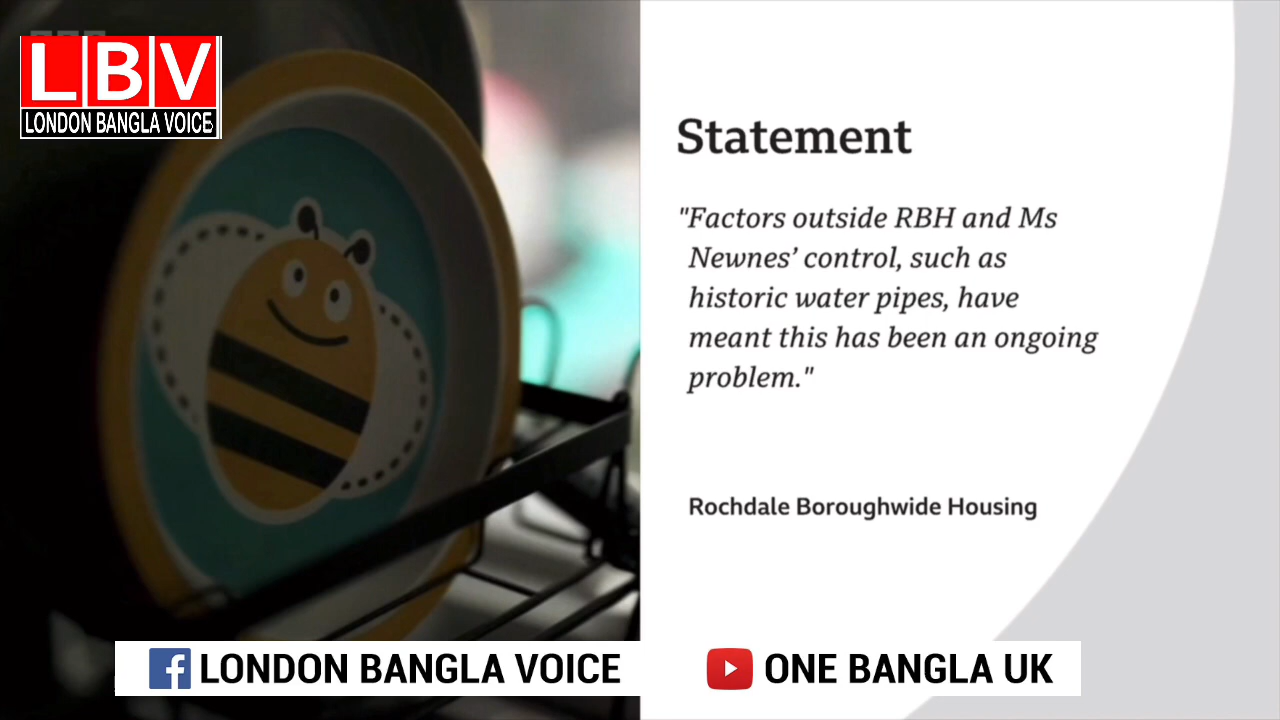 LBV
LONDON BANGLA VOICE
Statement
"Factors outside RBH and Ms
Newnes’ control, such as
historic water pipes, have
meant this has been an ongoing
problem."
Rochdale Boroughwide Housing
LONDON BANGLA VOICE
ONE BANGLA UK